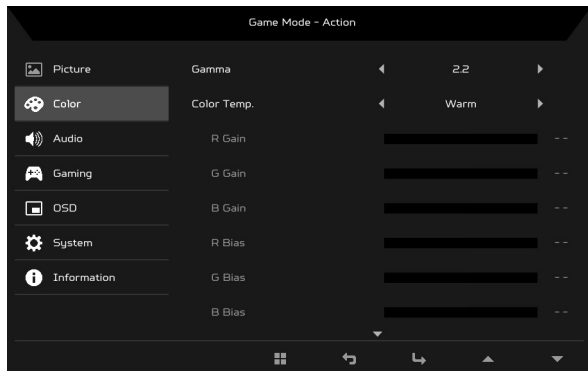 Game Mode - Action
Picture
Gamma 2.2
Color
Color Temp. Warm
Audio
R Gain --
Gaming
G Gain --
OSD
B Gain --
System
R Bias --
Information
G Bias --
B Bias --